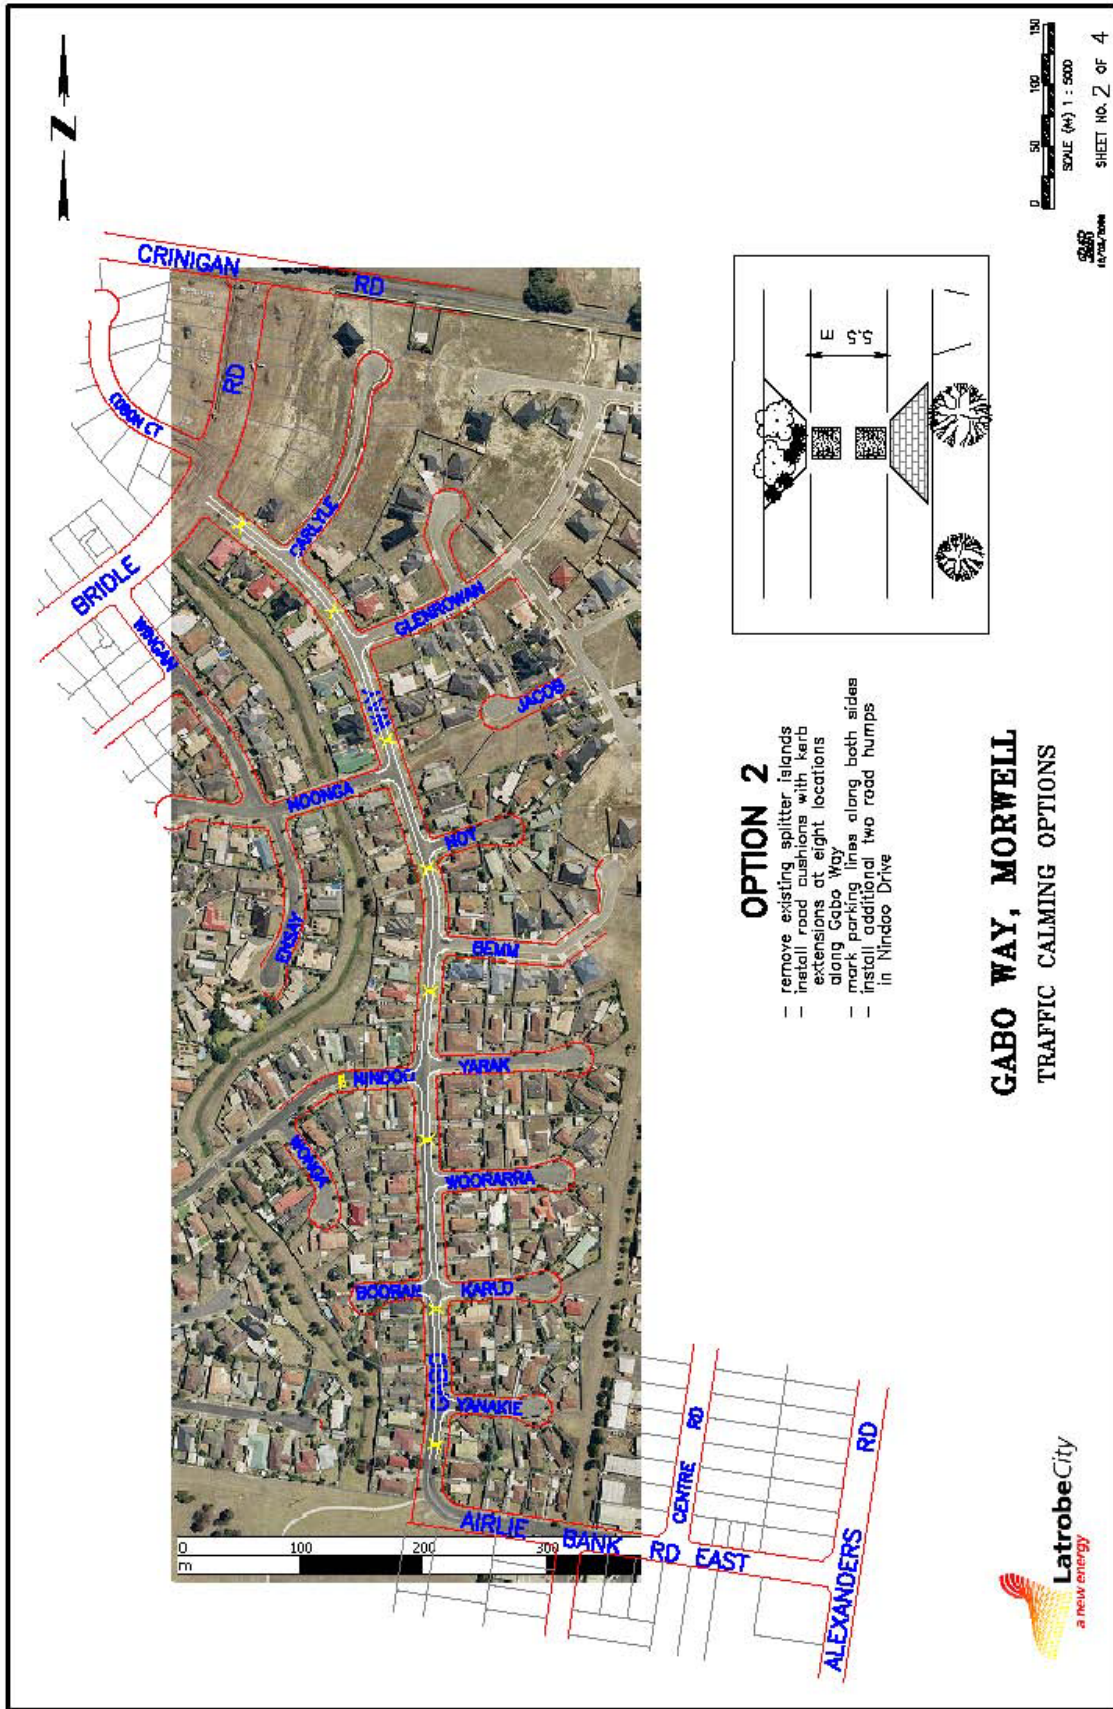 GABO WAY, MORWELL
TRAFFIC CALMING OPTIONS
OPTION 2
- remove existing splitter islands
- install road cushions with kerb
extensions at eight locations
along Gabo Way
- mark parking lines along both sides
- install additional two road humps
in Nindoo Drive
5.5 m
N
CRINIGAN RD
COBON CT
RD
BRIDLE
WINGAN
CARLYLE
GLENROWAN
WAY
JACOB
NOONGA
HOY
ENSAY
BEMM
NINDOO
YARAK
WONGA
WOORARRA
BOORAN
KARLO
GABO
YANAKIE
AIRLIE BANK RD EAST
CENTRE RD
ALEXANDERS RD
0 100 200 300
m
0 50 100 150
SCALE (A4) 1 : 5000
SHEET NO. 2 OF 4
LatrobeCity
a new energy